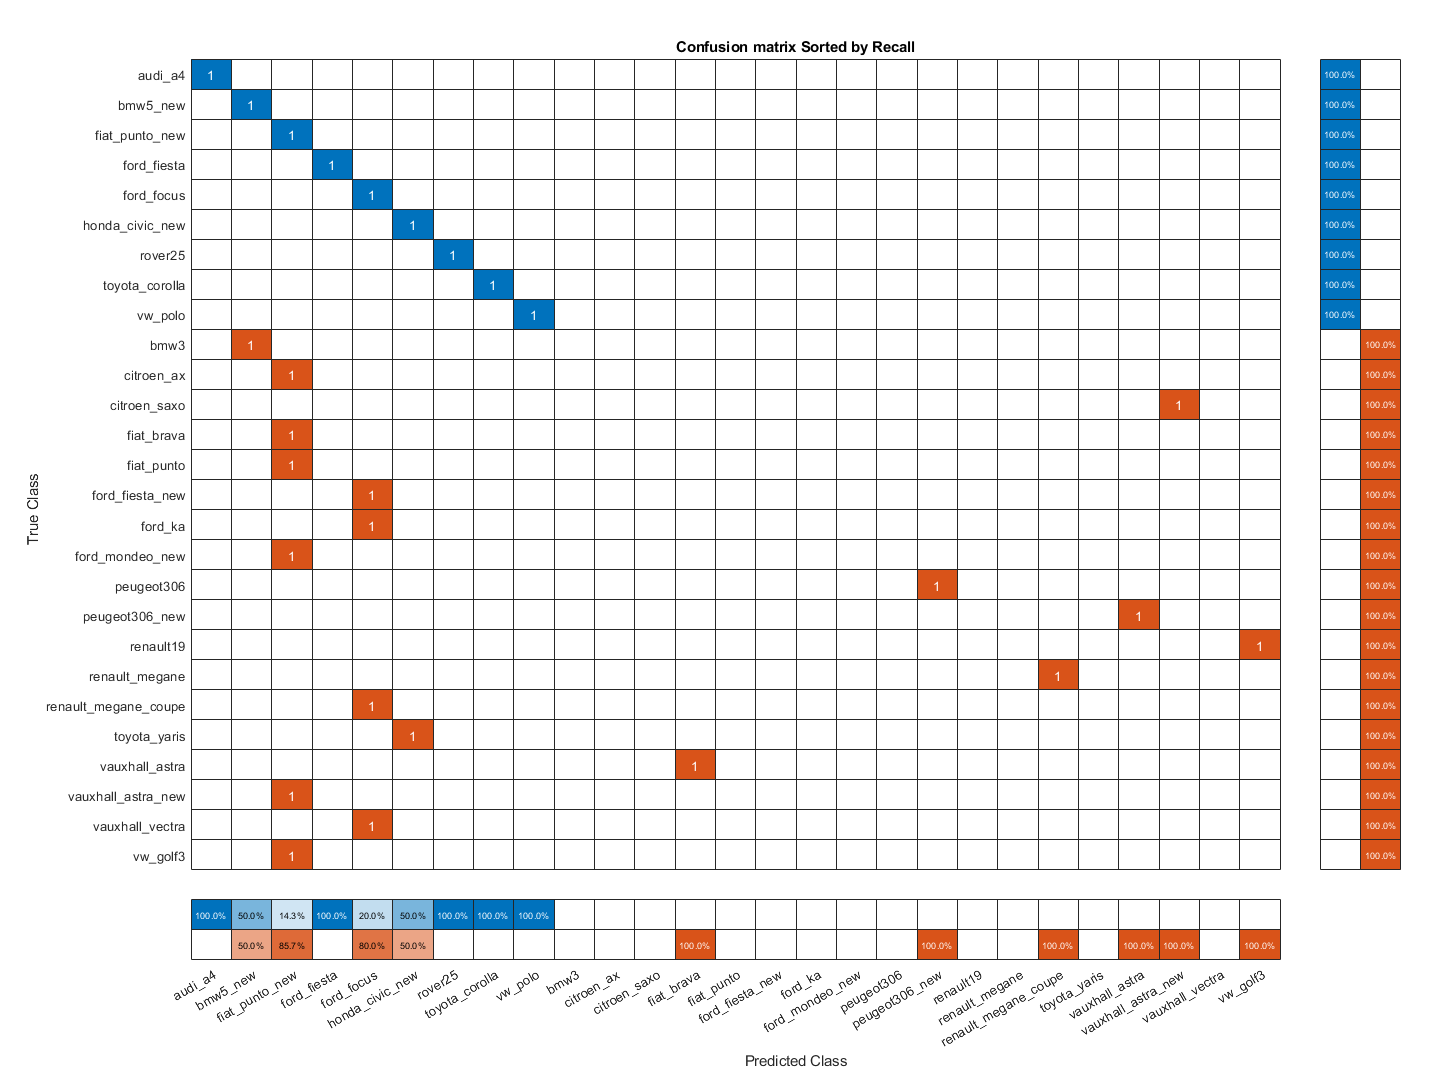 Confusion matrix Sorted by Recall
True Class
audi_a4 1 100.0%
bmw5_new 1 100.0%
fiat_punto_new 1 100.0%
ford_fiesta 1 100.0%
ford_focus 1 100.0%
honda_civic_new 1 100.0%
rover25 1 100.0%
toyota_corolla 1 100.0%
vw_polo 1 100.0%
bmw3 1 100.0%
citroen_ax 1 100.0%
citroen_saxo 1 100.0%
fiat_brava 1 100.0%
fiat_punto 1 100.0%
ford_fiesta_new 1 100.0%
ford_ka 1 100.0%
ford_mondeo_new 1 100.0%
peugeot306 1 100.0%
peugeot306_new 1 100.0%
renault19 1 100.0%
renault_megane 1 100.0%
renault_megane_coupe 1 100.0%
toyota_yaris 1 100.0%
vauxhall_astra 1 100.0%
vauxhall_astra_new 1 100.0%
vauxhall_vectra 1 100.0%
vw_golf3 1 100.0%
100.0% 50.0% 14.3% 100.0% 20.0% 50.0% 100.0% 100.0% 100.0%
50.0% 85.7% 80.0% 50.0% 100.0% 100.0% 100.0% 100.0% 100.0% 100.0%
audi_a4
bmw5_new
fiat_punto_new
ford_fiesta
ford_focus
honda_civic_new
rover25
toyota_corolla
vw_polo
bmw3
citroen_ax
citroen_saxo
fiat_brava
fiat_punto
ford_fiesta_new
ford_ka
ford_mondeo_new
peugeot306
peugeot306_new
renault19
renault_megane
renault_megane_coupe
toyota_yaris
vauxhall_astra
vauxhall_astra_new
vauxhall_vectra
vw_golf3
Predicted Class